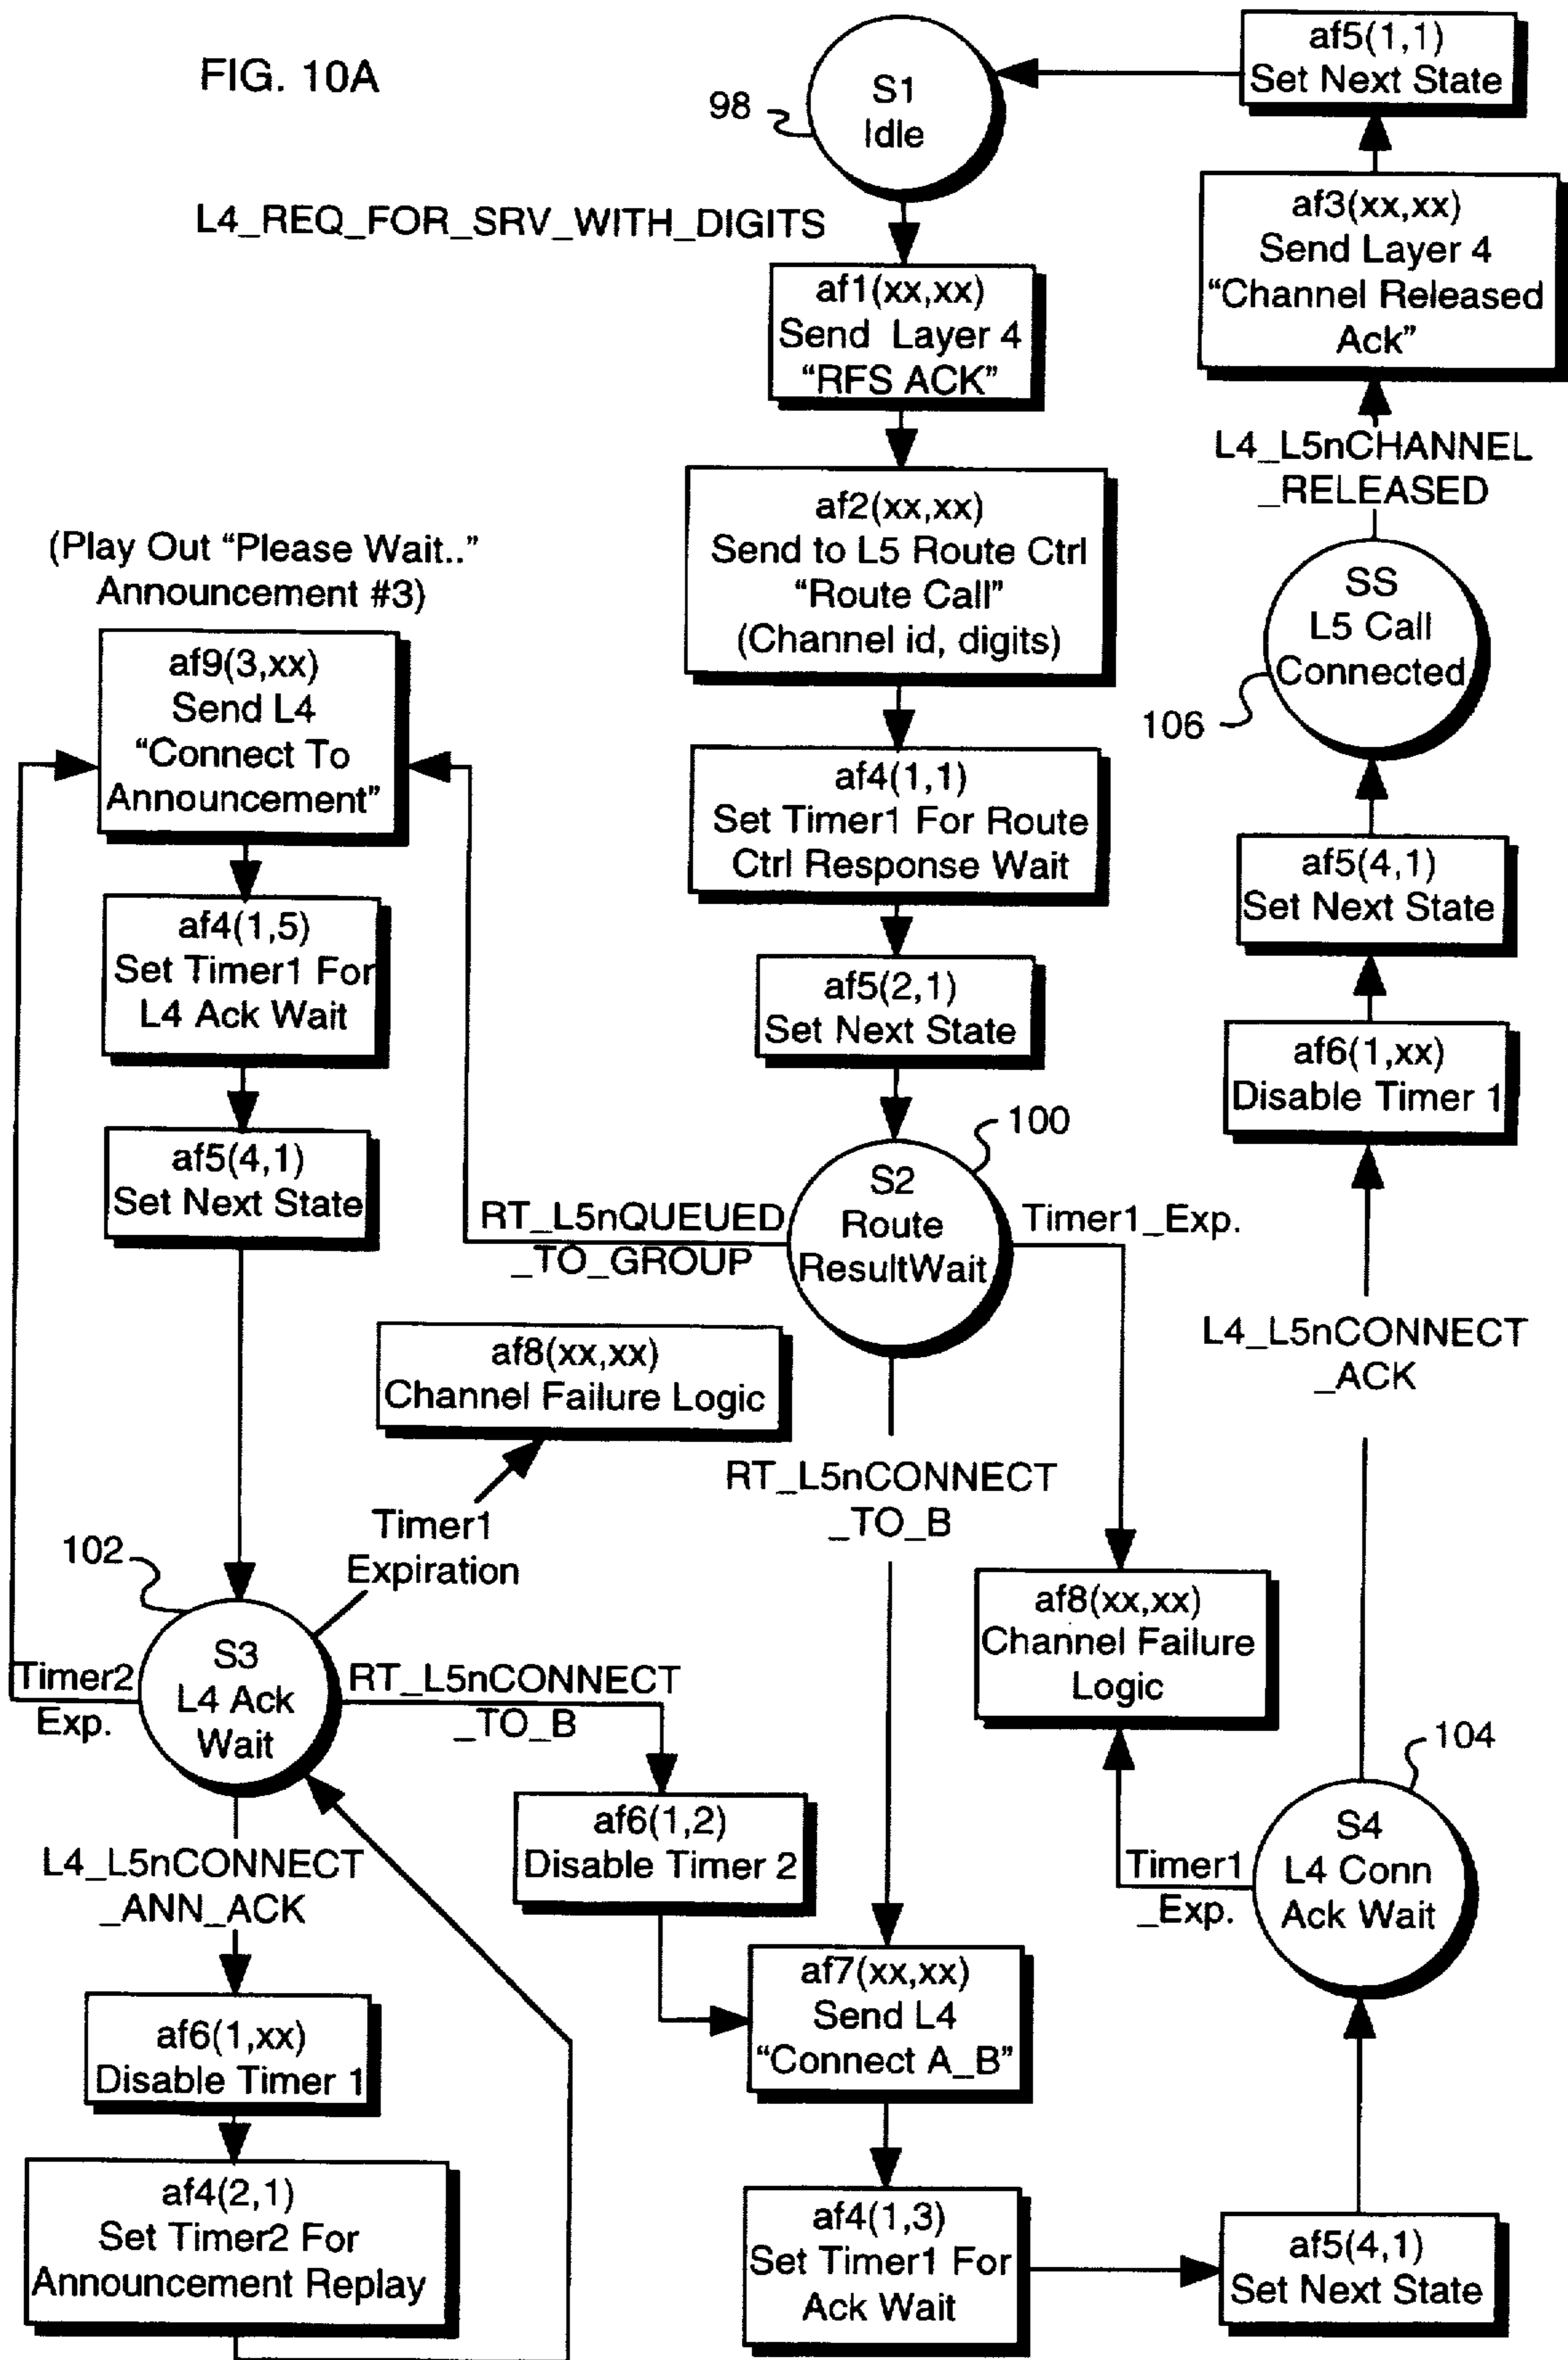 FIG. 10A
98
S1
Idle
af5(1,1)
Set Next State
L4_REQ_FOR_SRV_WITH_DIGITS
af1(xx,xx)
Send Layer 4
“RFS ACK”
af3(xx,xx)
Send Layer 4
“Channel Released
Ack”
L4_L5nCHANNEL
_RELEASED
af2(xx,xx)
Send to L5 Route Ctrl
“Route Call”
(Channel id, digits)
SS
L5 Call
Connected
106
(Play Out “Please Wait..”
Announcement #3)
af9(3,xx)
Send L4
“Connect To
Announcement”
af4(1,1)
Set Timer1 For Route
Ctrl Response Wait
af5(4,1)
Set Next State
af4(1,5)
Set Timer1 For
L4 Ack Wait
af5(2,1)
Set Next State
af6(1,xx)
Disable Timer 1
af5(4,1)
Set Next State
100
S2
Route
ResultWait
RT_L5nQUEUED
_TO_GROUP
Timer1_Exp.
L4_L5nCONNECT
_ACK
af8(xx,xx)
Channel Failure Logic
RT_L5nCONNECT
_TO_B
Timer1
Expiration
102
S3
L4 Ack
Wait
Timer2
Exp.
RT_L5nCONNECT
_TO_B
af8(xx,xx)
Channel Failure
Logic
104
S4
L4 Conn
Ack Wait
Timer1
_Exp.
af6(1,2)
Disable Timer 2
L4_L5nCONNECT
_ANN_ACK
af7(xx,xx)
Send L4
“Connect A_B”
af6(1,xx)
Disable Timer 1
af4(2,1)
Set Timer2 For
Announcement Replay
af4(1,3)
Set Timer1 For
Ack Wait
af5(4,1)
Set Next State